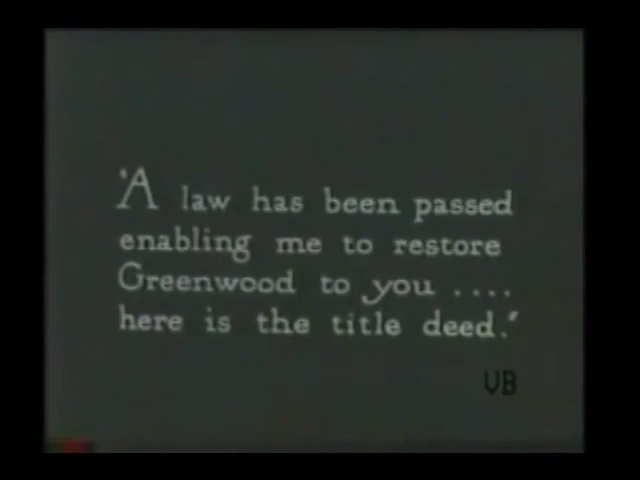 "A law has been passed
enabling me to restore
Greenwood to you ....
here is the title deed."
VB